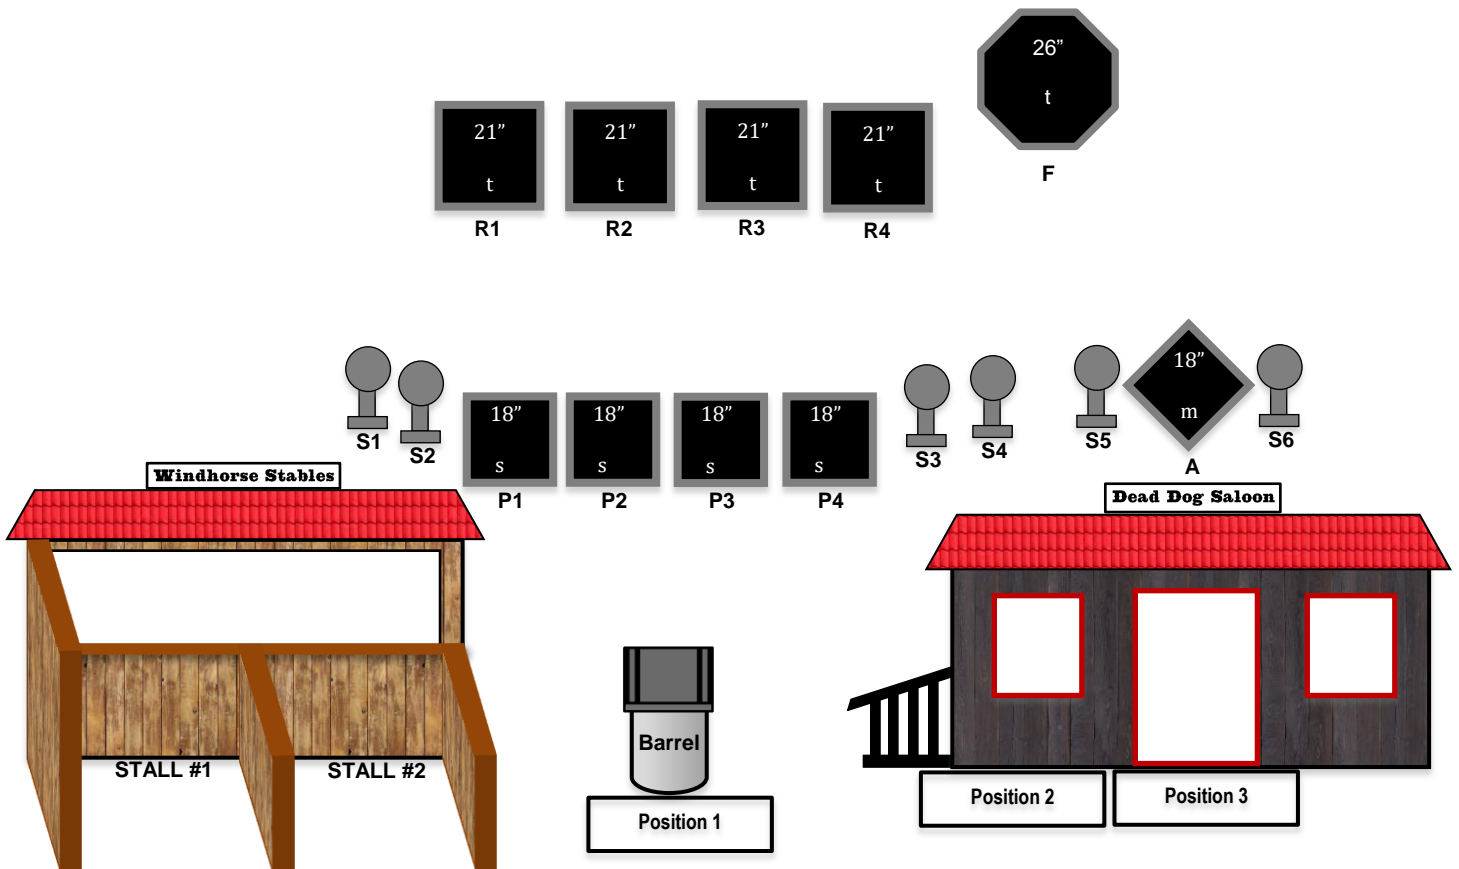 26”
t
F
21”
t
R1
21”
t
R2
21”
t
R3
21”
t
R4
S1
S2
18”
s
P1
18”
s
P2
18”
s
P3
18”
s
P4
S3
S4
S5
18”
m
A
S6
Windhorse Stables
Dead Dog Saloon
STALL #1
STALL #2
Barrel
Position 1
Position 2
Position 3